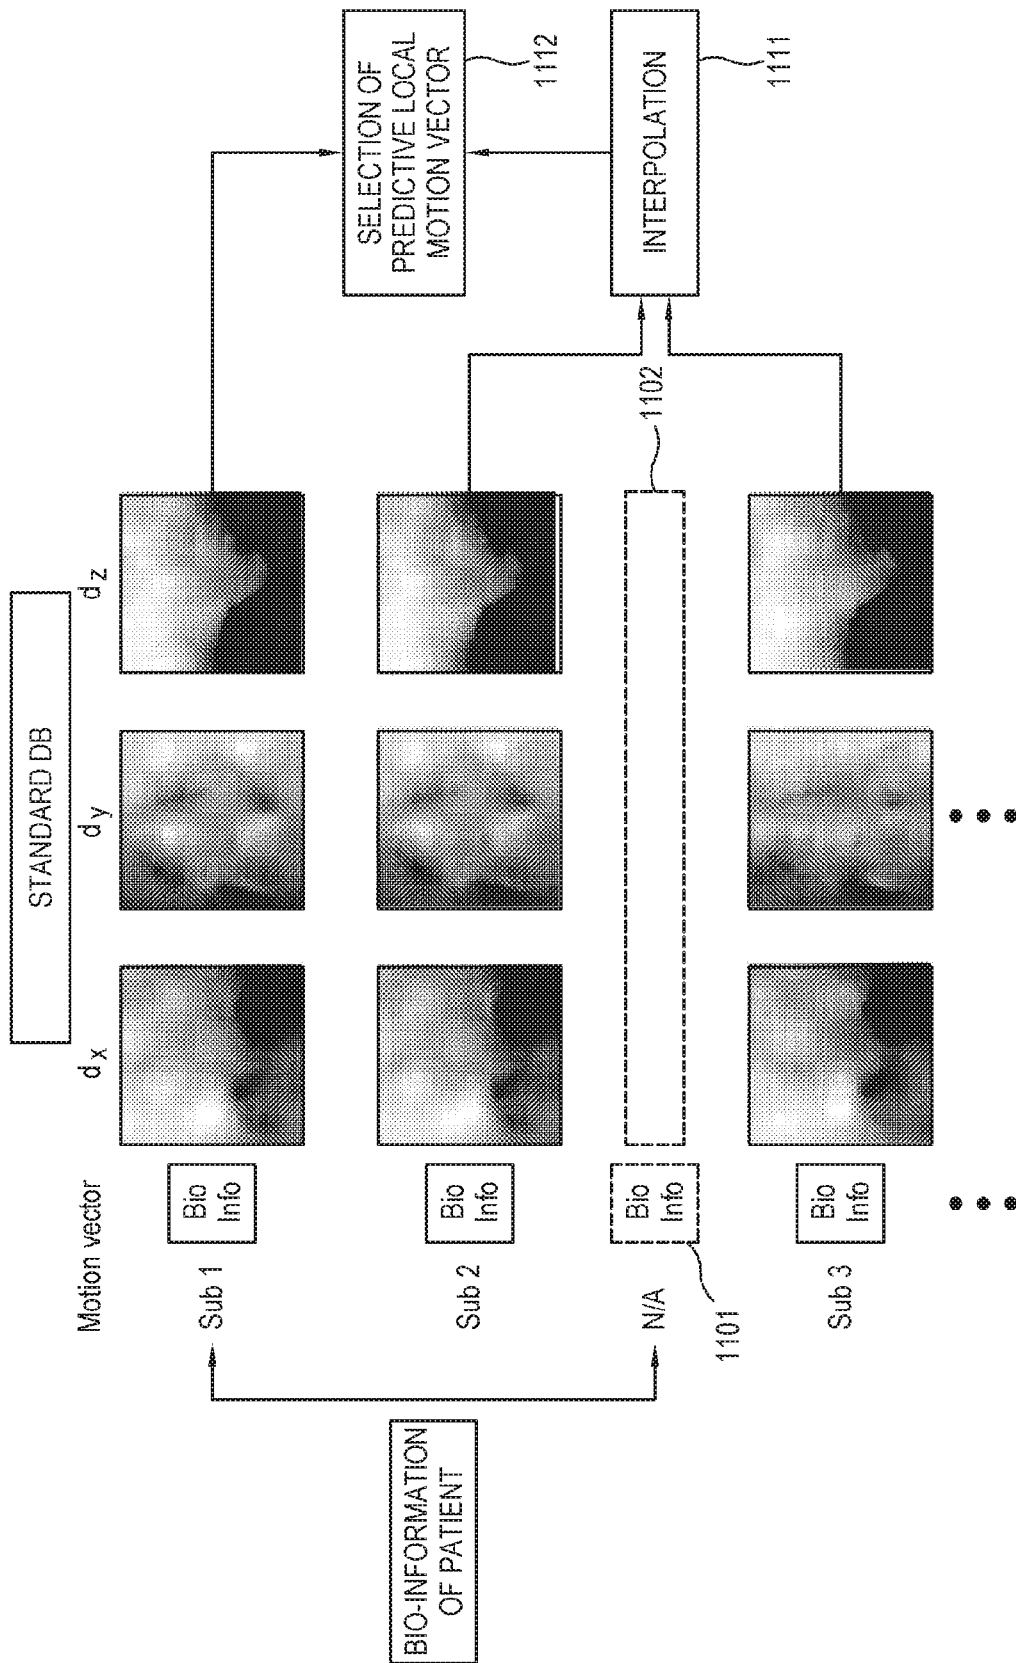 STANDARD DB
Motion vector
d x
d y
d z
BIO-INFORMATION
OF PATIENT
Sub 1
Bio
Info
Sub 2
Bio
Info
N/A
Bio
Info
1101
1102
Sub 3
Bio
Info
SELECTION OF
PREDICTIVE LOCAL
MOTION VECTOR
1112
INTERPOLATION
1111